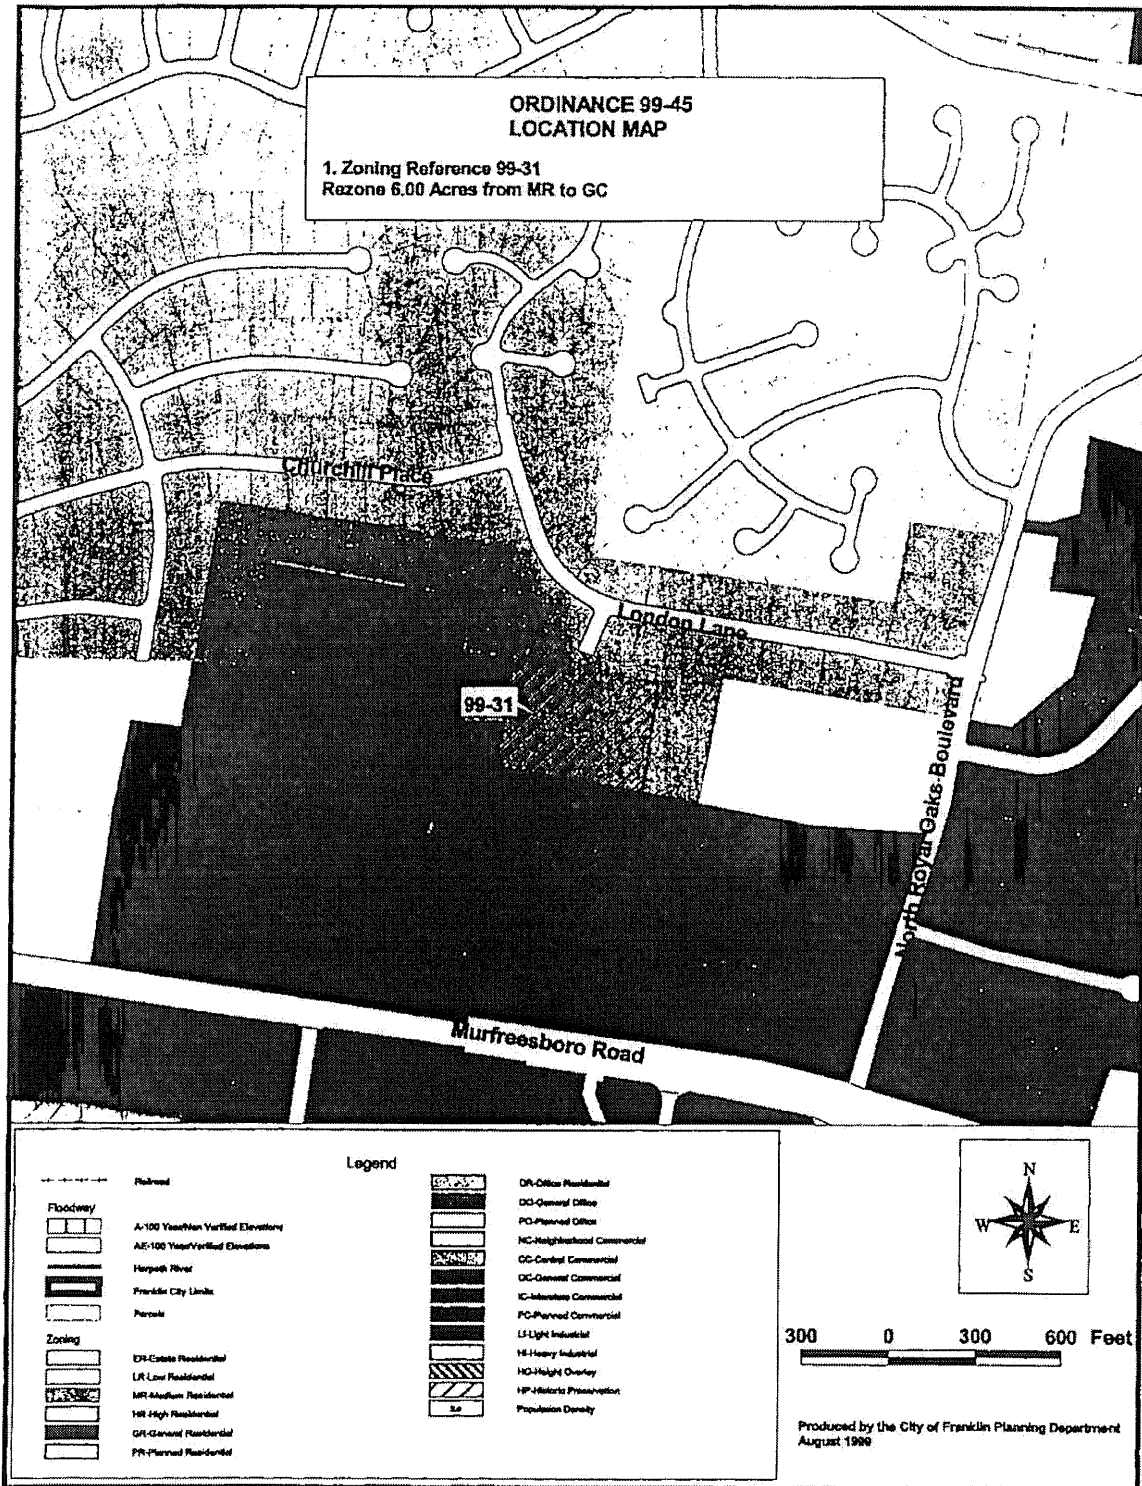 ORDINANCE 99-45
LOCATION MAP
1. Zoning Reference 99-31
Rezone 6.00 Acres from MR to GC
Churchill Place
London Lane
99-31
North Royal Oaks Boulevard
Murfreesboro Road
Legend
Railroad
Floodway
A-100 Year/Non Verified Elevations
AE-100 Year/Verified Elevations
Harpeth River
Franklin City Limits
Parcels
Zoning
ER-Estate Residential
LR-Low Residential
MR-Medium Residential
HR-High Residential
GR-General Residential
PR-Planned Residential
OR-Office Residential
GO-General Office
PO-Planned Office
NC-Neighborhood Commercial
CC-Central Commercial
GC-General Commercial
IC-Interstate Commercial
PC-Planned Commercial
LI-Light Industrial
HI-Heavy Industrial
HO-Height Overlay
HP-Historic Preservation
Population Density
N
W
E
S
300 0 300 600 Feet
Produced by the City of Franklin Planning Department
August 1999